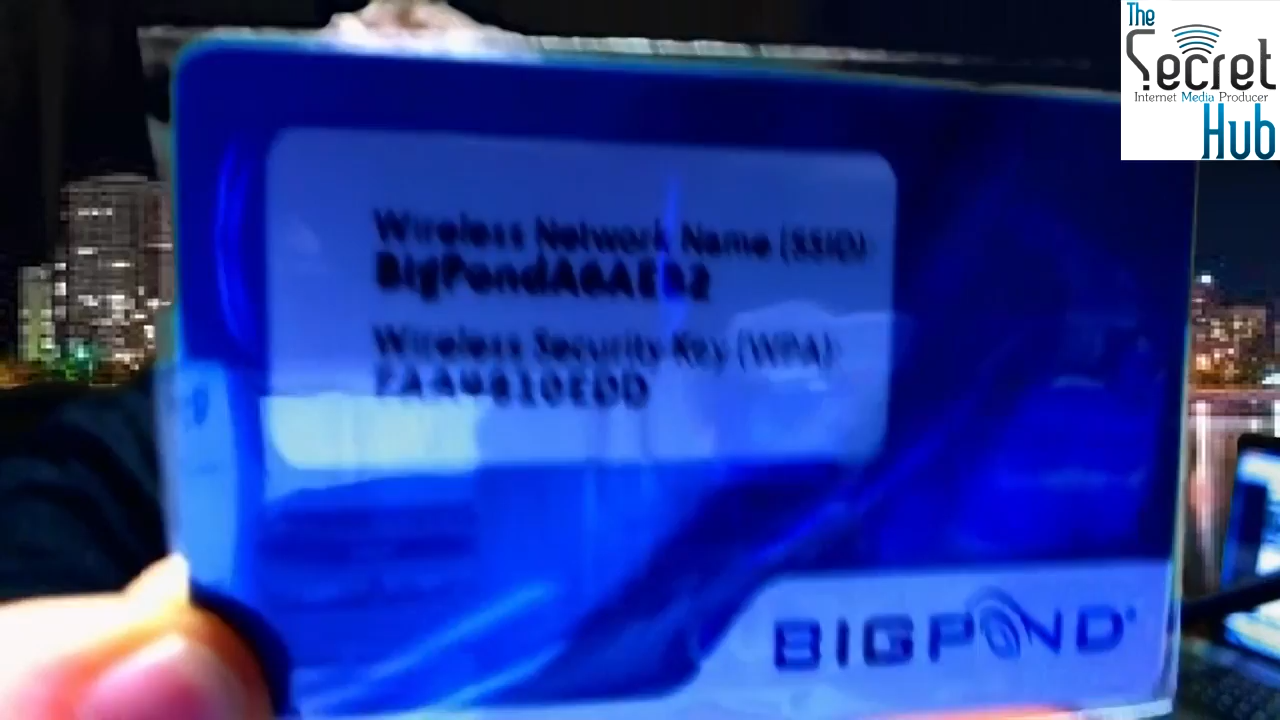 The
Secret
Internet Media Producer
Hub
Wireless Network Name (SSID):
Wireless Security Key (WPA):
BIGPOND